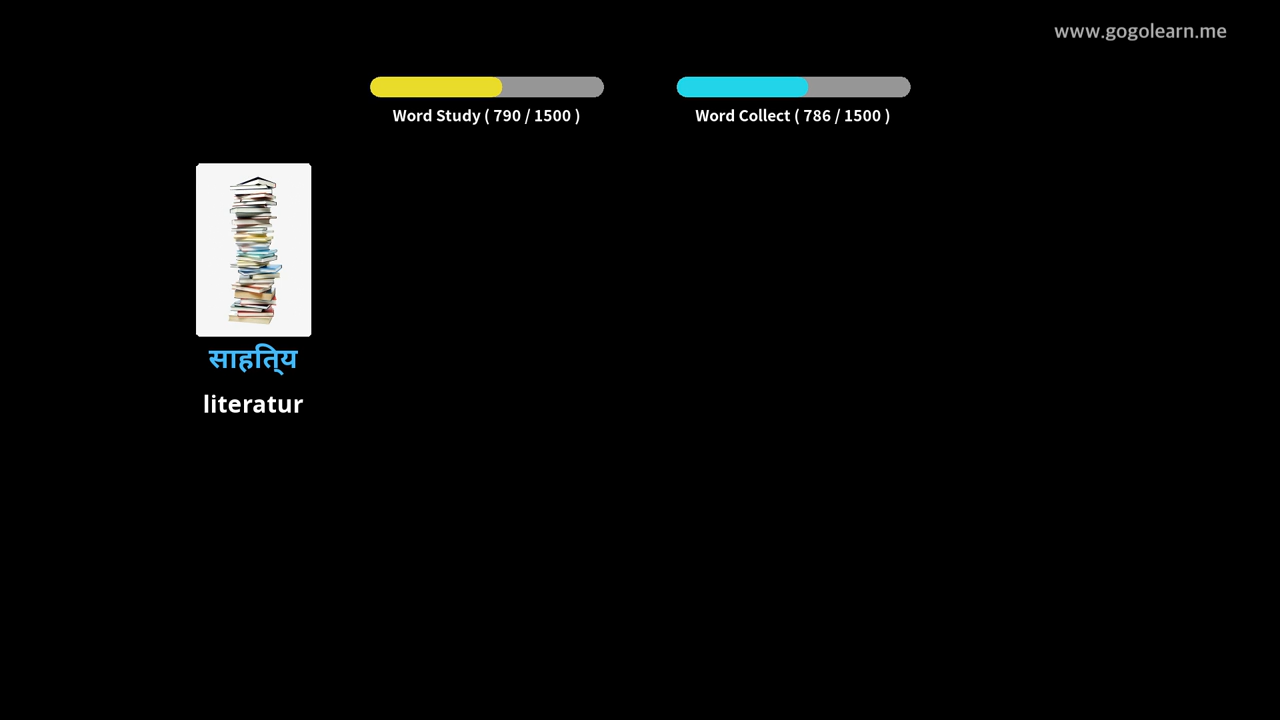 www.gogolearn.me
Word Study ( 790 / 1500 )
Word Collect ( 786 / 1500 )
साहित्य
literatur